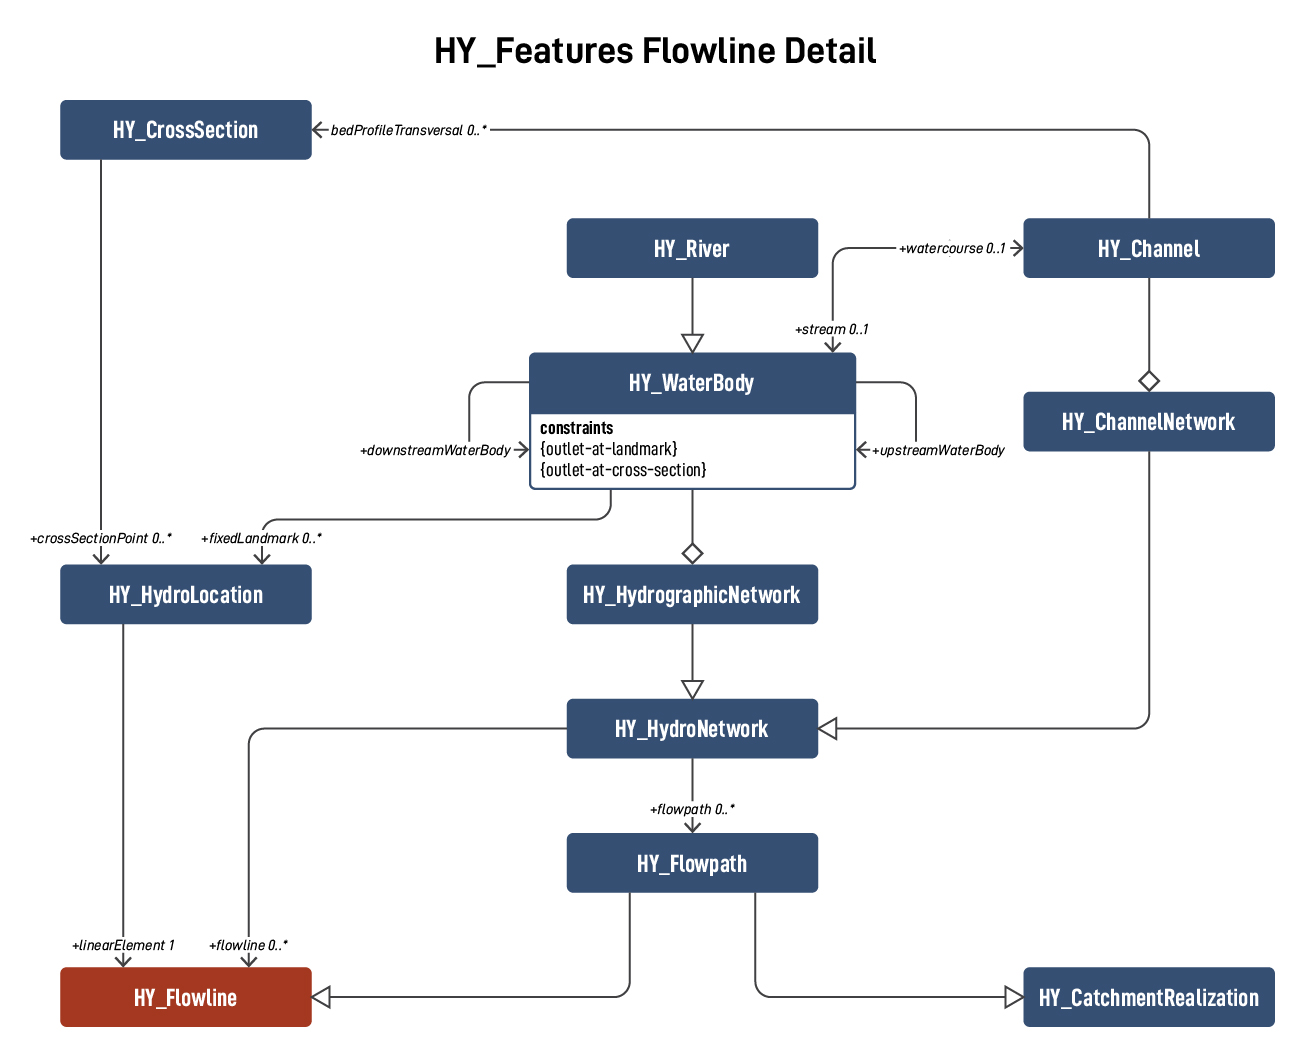 HY_Features Flowline Detail
HY_CrossSection
bedProfileTransversal 0..*
HY_River
+watercourse 0..1
HY_Channel
+stream 0..1
HY_WaterBody
constraints
{outlet-at-landmark}
{outlet-at-cross-section}
+downstreamWaterBody
+upstreamWaterBody
HY_ChannelNetwork
+crossSectionPoint 0..*
+fixedLandmark 0..*
HY_HydroLocation
HY_HydrographicNetwork
HY_HydroNetwork
+flowpath 0..*
HY_Flowpath
+linearElement 1
+flowline 0..*
HY_Flowline
HY_CatchmentRealization